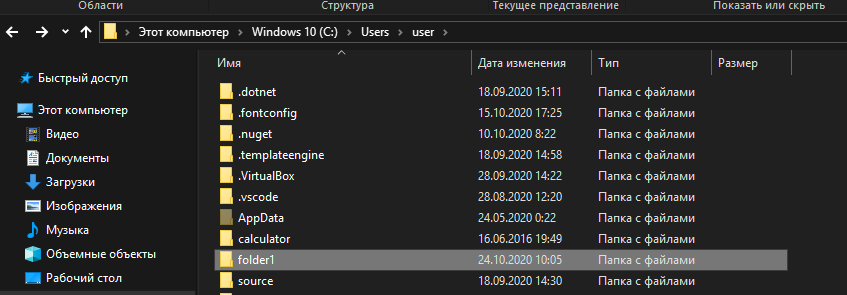 Области Структура Текущее представление Показать или скрыть
Этот компьютер Windows 10 (C:) Users user
Имя Дата изменения Тип Размер
Быстрый доступ
Этот компьютер
Видео
Документы
Загрузки
Изображения
Музыка
Объемные объекты
Рабочий стол
.dotnet 18.09.2020 15:11 Папка с файлами
.fontconfig 15.10.2020 17:25 Папка с файлами
.nuget 10.10.2020 8:22 Папка с файлами
.templateengine 18.09.2020 14:58 Папка с файлами
.VirtualBox 28.09.2020 14:22 Папка с файлами
.vscode 28.08.2020 12:20 Папка с файлами
AppData 24.05.2020 0:22 Папка с файлами
calculator 16.06.2016 19:49 Папка с файлами
folder1 24.10.2020 10:05 Папка с файлами
source 18.09.2020 14:30 Папка с файлами